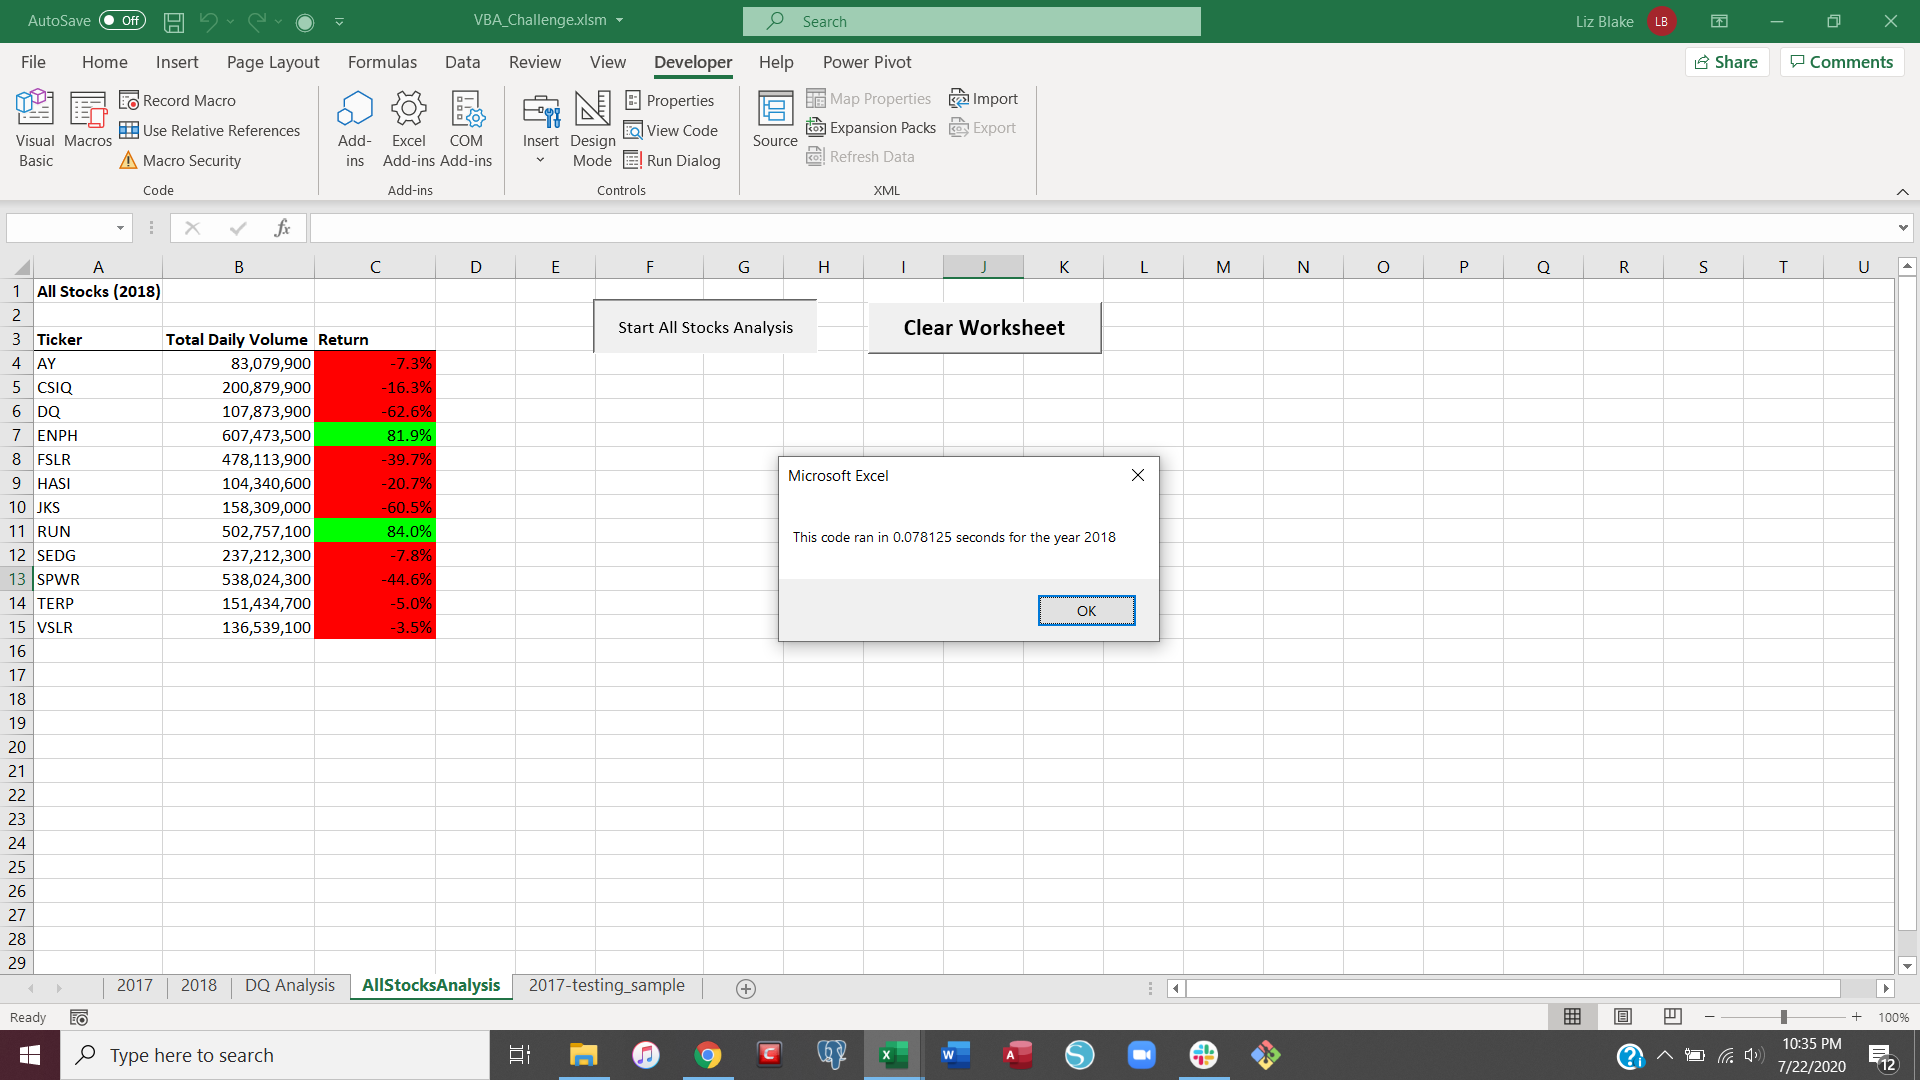 AutoSave Off VBA_Challenge.xlsm Search Liz Blake LB
File Home Insert Page Layout Formulas Data Review View Developer Help Power Pivot Share Comments
Visual Basic
Macros
Record Macro
Use Relative References
Macro Security
Code
Add-ins
Excel Add-ins
COM Add-ins
Add-ins
Insert
Design Mode
Properties
View Code
Run Dialog
Controls
Source
Map Properties
Expansion Packs
Refresh Data
Import
Export
XML
fx
A B C D E F G H I J K L M N O P Q R S T U
1 All Stocks (2018)
2
Start All Stocks Analysis Clear Worksheet
3 Ticker Total Daily Volume Return
4 AY 83,079,900 -7.3%
5 CSIQ 200,879,900 -16.3%
6 DQ 107,873,900 -62.6%
7 ENPH 607,473,500 81.9%
8 FSLR 478,113,900 -39.7%
9 HASI 104,340,600 -20.7%
10 JKS 158,309,000 -60.5%
11 RUN 502,757,100 84.0%
12 SEDG 237,212,300 -7.8%
13 SPWR 538,024,300 -44.6%
14 TERP 151,434,700 -5.0%
15 VSLR 136,539,100 -3.5%
16
17
18
19
20
21
22
23
24
25
26
27
28
29
Microsoft Excel
This code ran in 0.078125 seconds for the year 2018
OK
2017 2018 DQ Analysis AllStocksAnalysis 2017-testing_sample
Ready 100%
Type here to search
10:35 PM
7/22/2020
12